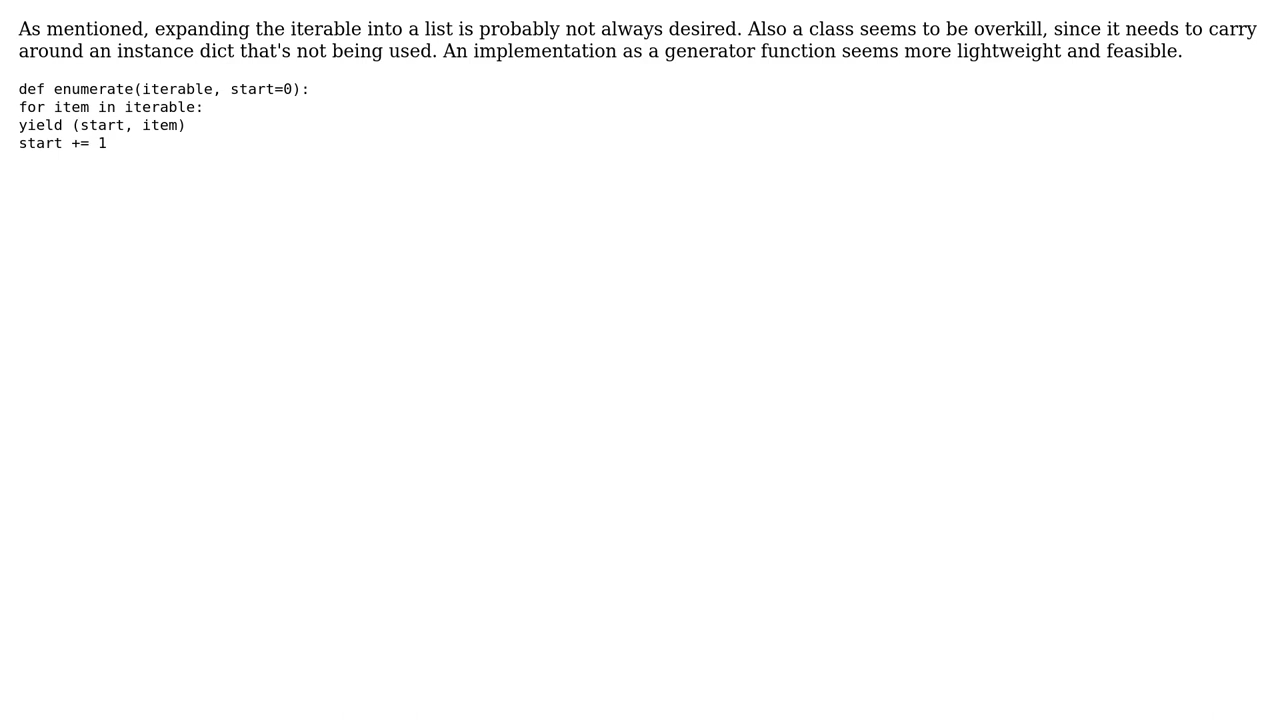 As mentioned, expanding the iterable into a list is probably not always desired. Also a class seems to be overkill, since it needs to carry
around an instance dict that's not being used. An implementation as a generator function seems more lightweight and feasible.
def enumerate(iterable, start=0):
for item in iterable:
yield (start, item)
start += 1